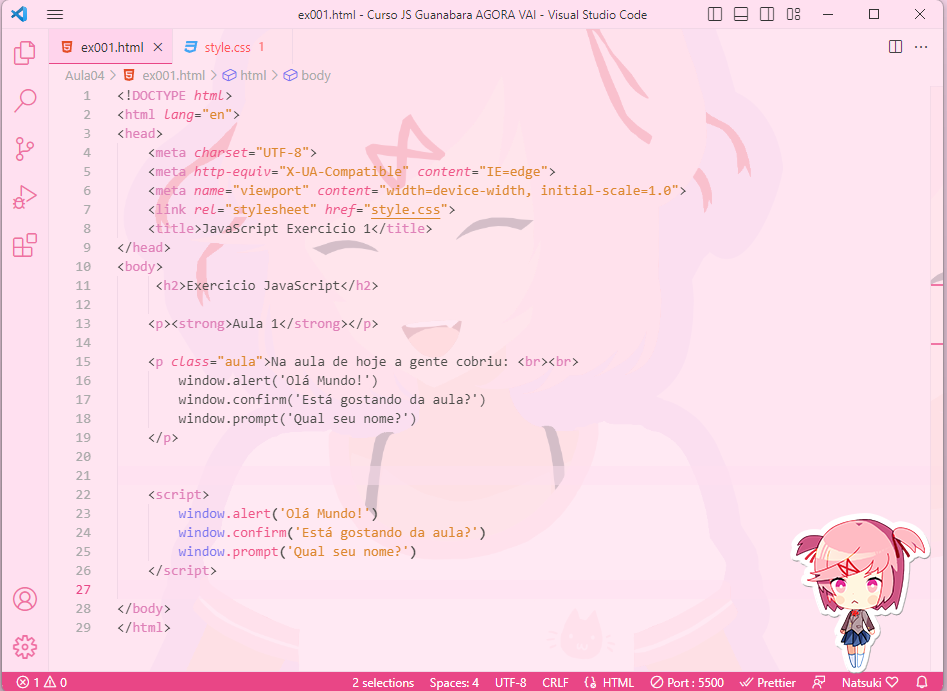 ex001.html - Curso JS Guanabara AGORA VAI - Visual Studio Code
ex001.html style.css 1
Aula04 > ex001.html > html > body
1 <!DOCTYPE html>
2 <html lang="en">
3 <head>
4 <meta charset="UTF-8">
5 <meta http-equiv="X-UA-Compatible" content="IE=edge">
6 <meta name="viewport" content="width=device-width, initial-scale=1.0">
7 <link rel="stylesheet" href="style.css">
8 <title>JavaScript Exercicio 1</title>
9 </head>
10 <body>
11 <h2>Exercicio JavaScript</h2>
12
13 <p><strong>Aula 1</strong></p>
14
15 <p class="aula">Na aula de hoje a gente cobriu: <br><br>
16 window.alert('Olá Mundo!')
17 window.confirm('Está gostando da aula?')
18 window.prompt('Qual seu nome?')
19 </p>
20
21
22 <script>
23 window.alert('Olá Mundo!')
24 window.confirm('Está gostando da aula?')
25 window.prompt('Qual seu nome?')
26 </script>
27
28 </body>
29 </html>
1 0 2 selections Spaces: 4 UTF-8 CRLF HTML Port : 5500 Prettier Natsuki ♡